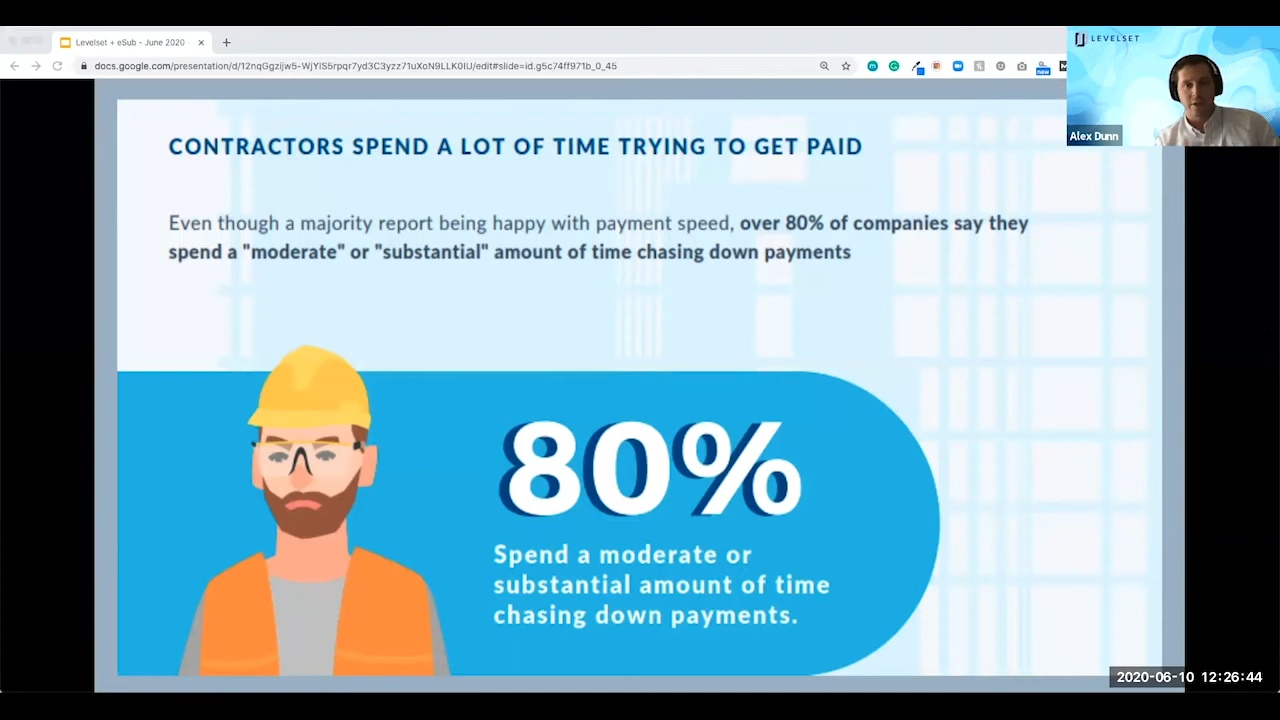 Levelset + eSub - June 2020
LEVELSET
docs.google.com/presentation/d/12nqGgzijw5-WjYIS5rpqr7yd3C3yzz71uXoN9LLK0IU/edit#slide=id.g5c74ff971b_0_45
new
Alex Dunn
CONTRACTORS SPEND A LOT OF TIME TRYING TO GET PAID
Even though a majority report being happy with payment speed, over 80% of companies say they
spend a "moderate" or "substantial" amount of time chasing down payments
80%
Spend a moderate or
substantial amount of time
chasing down payments.
2020-06-10 12:26:44